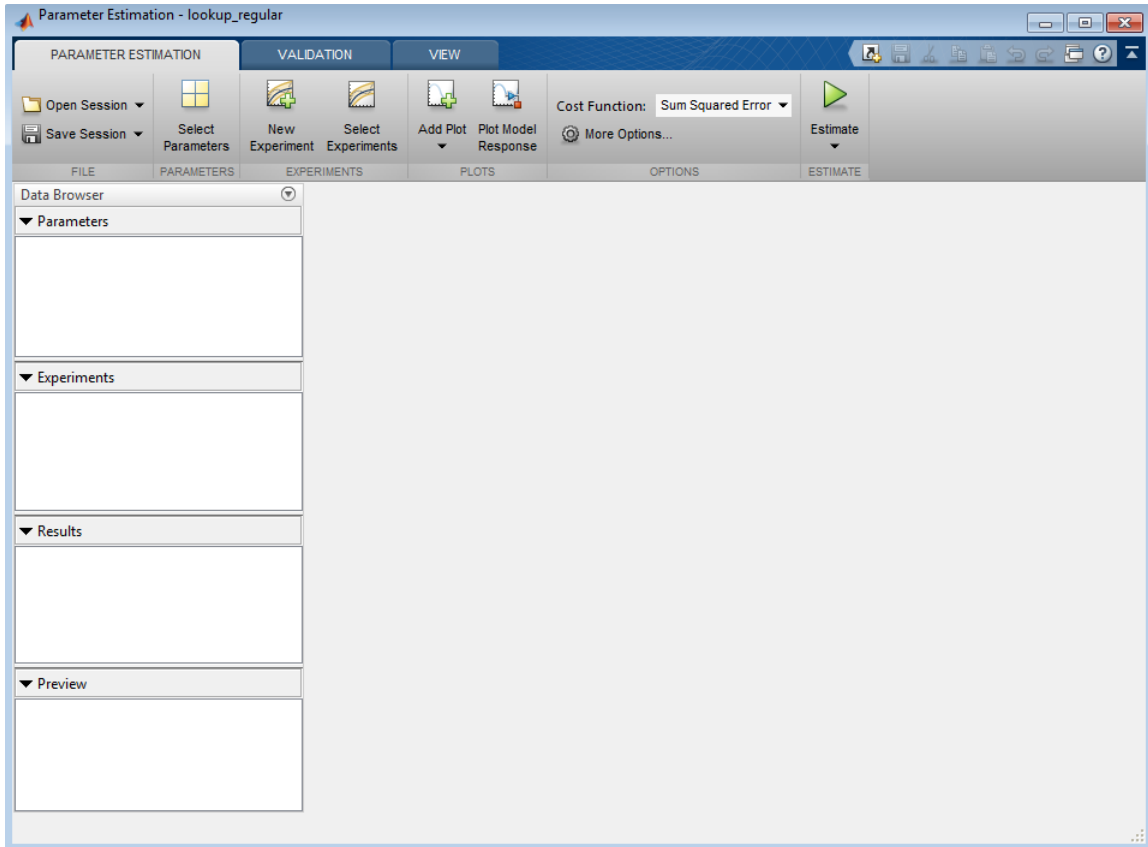 Parameter Estimation - lookup_regular
PARAMETER ESTIMATION VALIDATION VIEW
Open Session
Save Session
Select
Parameters
New
Experiment
Select
Experiments
Add Plot
Plot Model
Response
Cost Function: Sum Squared Error
More Options...
Estimate
FILE PARAMETERS EXPERIMENTS PLOTS OPTIONS ESTIMATE
Data Browser
Parameters
Experiments
Results
Preview